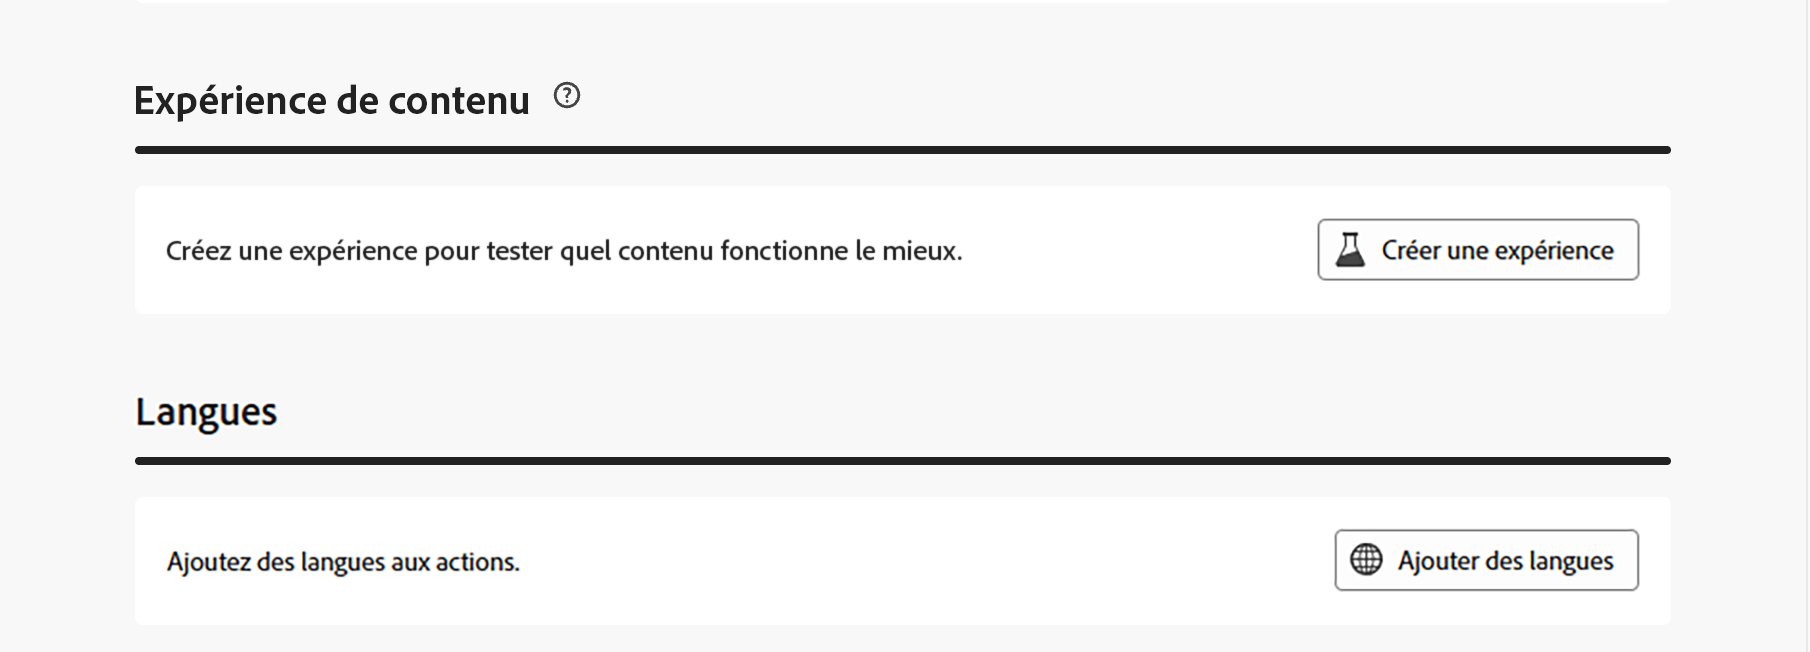 Expérience de contenu
Créez une expérience pour tester quel contenu fonctionne le mieux.
Créer une expérience
Langues
Ajoutez des langues aux actions.
Ajouter des langues